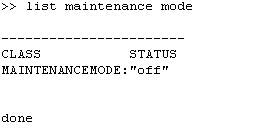 >> list maintenance mode
-----------------------
CLASS STATUS
MAINTENANCEMODE:"off"
done